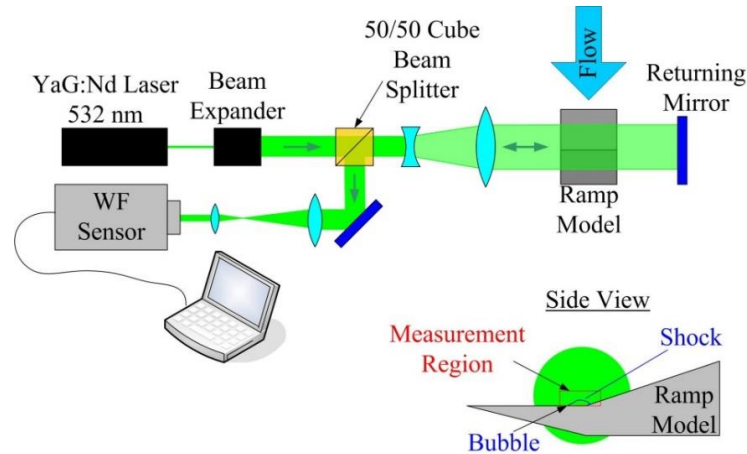 50/50 Cube
Beam
Splitter
YaG:Nd Laser
532 nm
Beam
Expander
Flow
Returning
Mirror
WF
Sensor
Ramp
Model
Side View
Measurement
Region
Shock
Ramp
Model
Bubble